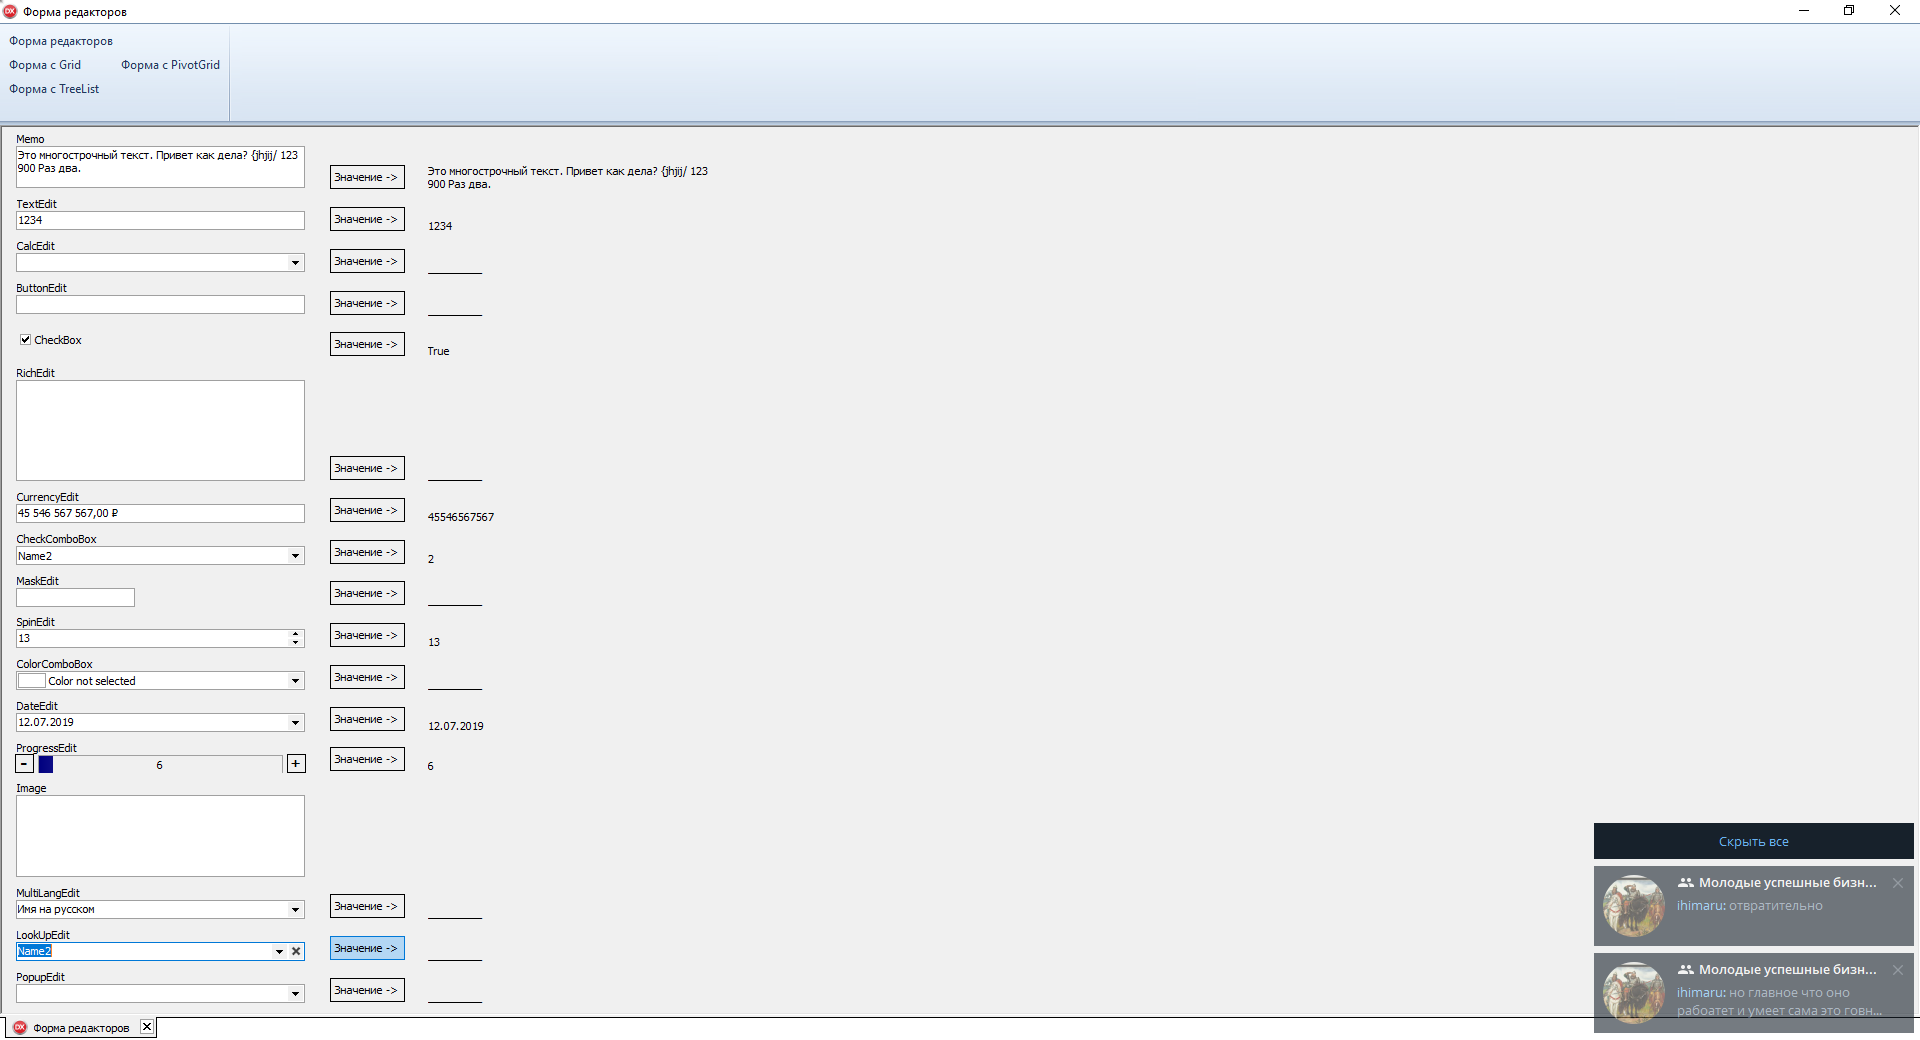 Форма редакторов
Форма редакторов
Форма с Grid
Форма с PivotGrid
Форма с TreeList
Memo
Это многострочный текст. Привет как дела? {jhjij/ 123
900 Раз два.
Значение ->
Это многострочный текст. Привет как дела? {jhjij/ 123
900 Раз два.
TextEdit
1234
Значение ->
1234
CalcEdit
Значение ->
ButtonEdit
Значение ->
CheckBox
Значение ->
True
RichEdit
Значение ->
CurrencyEdit
45 546 567 567,00 ₽
Значение ->
45546567567
CheckComboBox
Name2
Значение ->
2
MaskEdit
Значение ->
SpinEdit
13
Значение ->
13
ColorComboBox
Color not selected
Значение ->
DateEdit
12.07.2019
Значение ->
12.07.2019
ProgressEdit
- 6 +
Значение ->
6
Image
MultiLangEdit
Имя на русском
Значение ->
LookUpEdit
Name2
Значение ->
PopupEdit
Значение ->
Форма редакторов
Скрыть все
Молодые успешные бизн...
ihimaru: отвратительно
Молодые успешные бизн...
ihimaru: но главное что оно
рабоатет и умеет сама это говн...